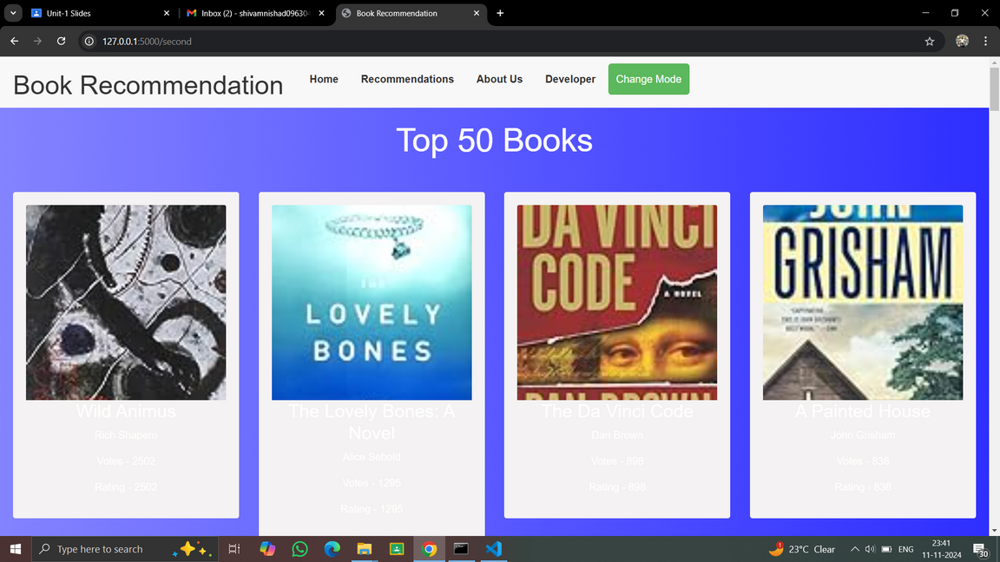 Unit-1 Slides
Inbox (2) - shivamnishad09630
Book Recommendation
127.0.0.1:5000/second
Book Recommendation
Home
Recommendations
About Us
Developer
Change Mode
Top 50 Books
THE
LOVELY
BONES
DA VINCI
CODE
A NOVEL
DAN BROWN
JOHN
GRISHAM
Wild Animus
Rich Shapero
Votes - 2502
Rating - 2502
The Lovely Bones: A
Novel
Alice Sebold
Votes - 1295
Rating - 1295
The Da Vinci Code
Dan Brown
Votes - 898
Rating - 898
A Painted House
John Grisham
Votes - 838
Rating - 838
Type here to search
1
23°C Clear
ENG
23:41
11-11-2024
30